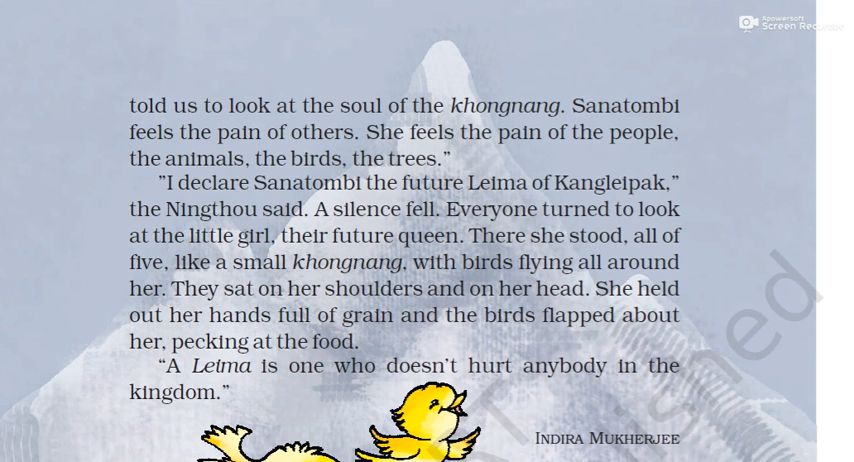 Apowersoft
Screen Recorder
told us to look at the soul of the khongnang. Sanatombi
feels the pain of others. She feels the pain of the people,
the animals, the birds, the trees.”
”I declare Sanatombi the future Leima of Kangleipak,”
the Ningthou said. A silence fell. Everyone turned to look
at the little girl, their future queen. There she stood, all of
five, like a small khongnang, with birds flying all around
her. They sat on her shoulders and on her head. She held
out her hands full of grain and the birds flapped about
her, pecking at the food.
“A Leima is one who doesn’t hurt anybody in the
kingdom.”
INDIRA MUKHERJEE